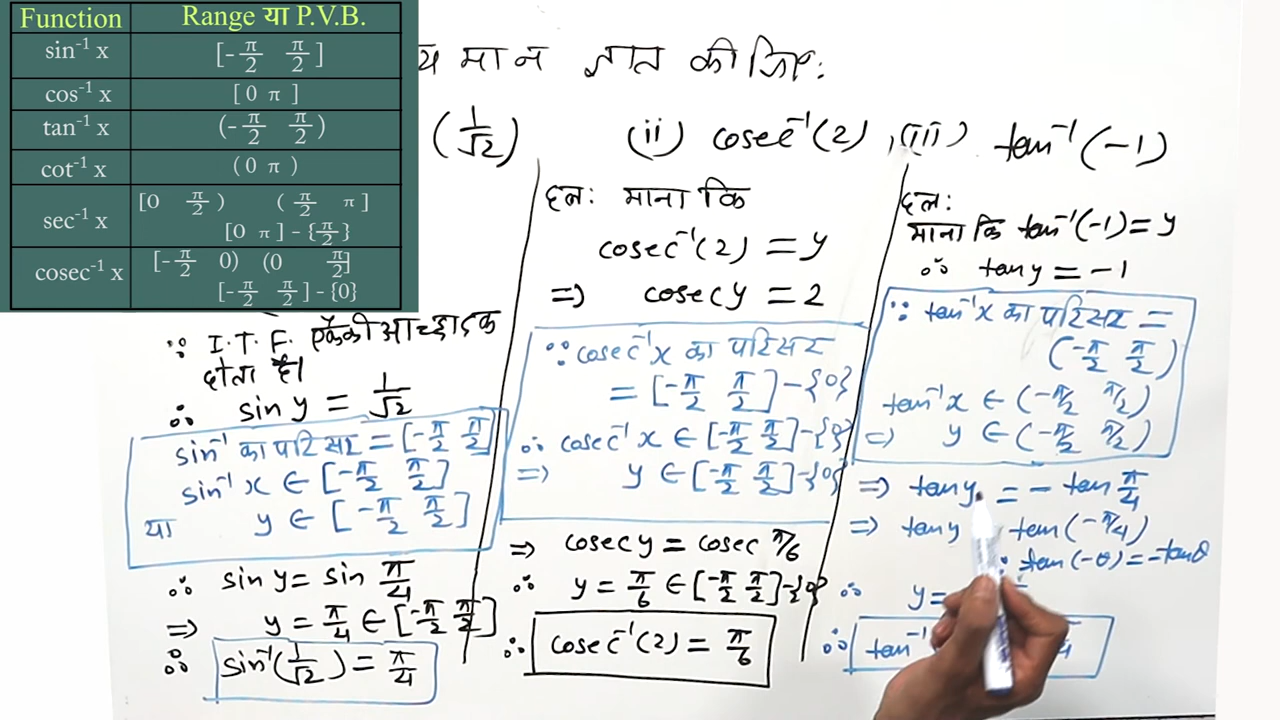 Function Range या P.V.B.
sin⁻¹ x [-π/2 π/2]
cos⁻¹ x [ 0 π ]
tan⁻¹ x (-π/2 π/2)
cot⁻¹ x ( 0 π )
sec⁻¹ x [0 π/2) (π/2 π]
[0 π] - {π/2}
cosec⁻¹ x [-π/2 0) (0 π/2]
[-π/2 π/2] - {0}
मान ज्ञात कीजिए:
(1/√2) (ii) cosec⁻¹(2), (iii) tan⁻¹(-1)
∵ I.T.F. एकैकी आच्छादक
होता है।
∴ sin y = 1/√2
sin⁻¹ का परिसर = [-π/2 π/2]
sin⁻¹ x ∈ [-π/2 π/2]
या y ∈ [-π/2 π/2]
∴ sin y = sin π/4
⇒ y = π/4 ∈ [-π/2 π/2]
∴ sin⁻¹(1/√2) = π/4
हल: माना कि
cosec⁻¹(2) = y
⇒ cosec y = 2
∵ cosec⁻¹x का परिसर
= [-π/2 π/2] - {0}
∴ cosec⁻¹ x ∈ [-π/2 π/2] - {0}
⇒ y ∈ [-π/2 π/2] - {0}
⇒ cosec y = cosec π/6
∴ y = π/6 ∈ [-π/2 π/2] - {0}
∴ cosec⁻¹(2) = π/6
हल:
माना कि tan⁻¹(-1) = y
∴ tan y = -1
∵ tan⁻¹x का परिसर =
(-π/2 π/2)
tan⁻¹x ∈ (-π/2 π/2)
⇒ y ∈ (-π/2 π/2)
⇒ tan y = - tan π/4
⇒ tan y tan(-π/4)
∵ tan(-θ) = -tanθ
∴ y =
∴ tan⁻¹ 4